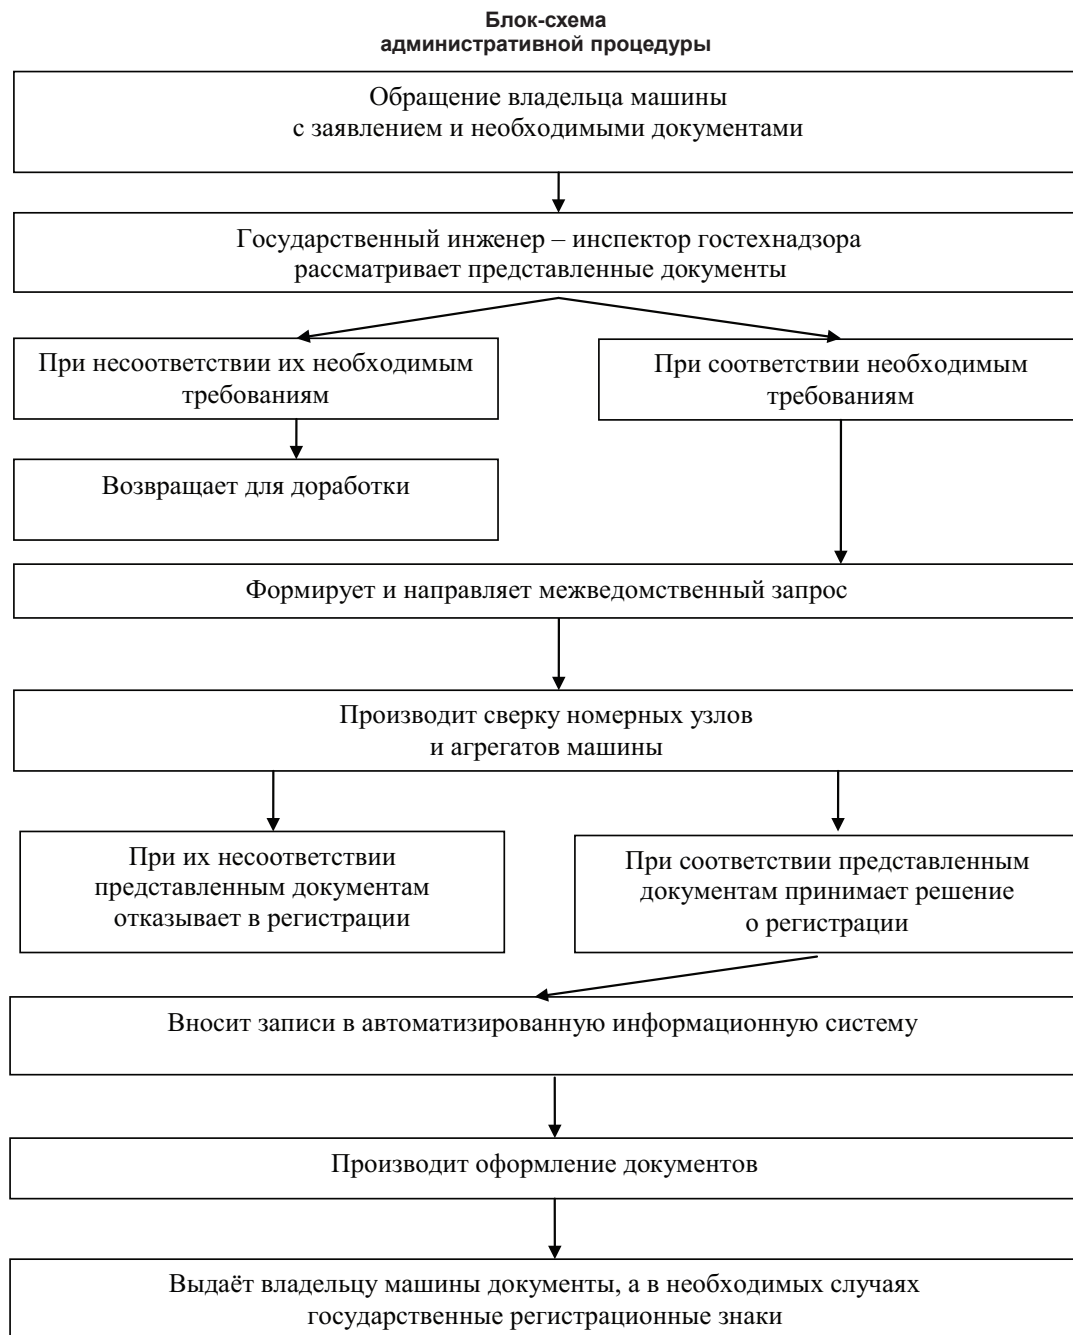 Блок-схема
административной процедуры
Обращение владельца машины
с заявлением и необходимыми документами
Государственный инженер – инспектор гостехнадзора
рассматривает представленные документы
При несоответствии их необходимым
требованиям
При соответствии необходимым
требованиям
Возвращает для доработки
Формирует и направляет межведомственный запрос
Производит сверку номерных узлов
и агрегатов машины
При их несоответствии
представленным документам
отказывает в регистрации
При соответствии представленным
документам принимает решение
о регистрации
Вносит записи в автоматизированную информационную систему
Производит оформление документов
Выдаёт владельцу машины документы, а в необходимых случаях
государственные регистрационные знаки